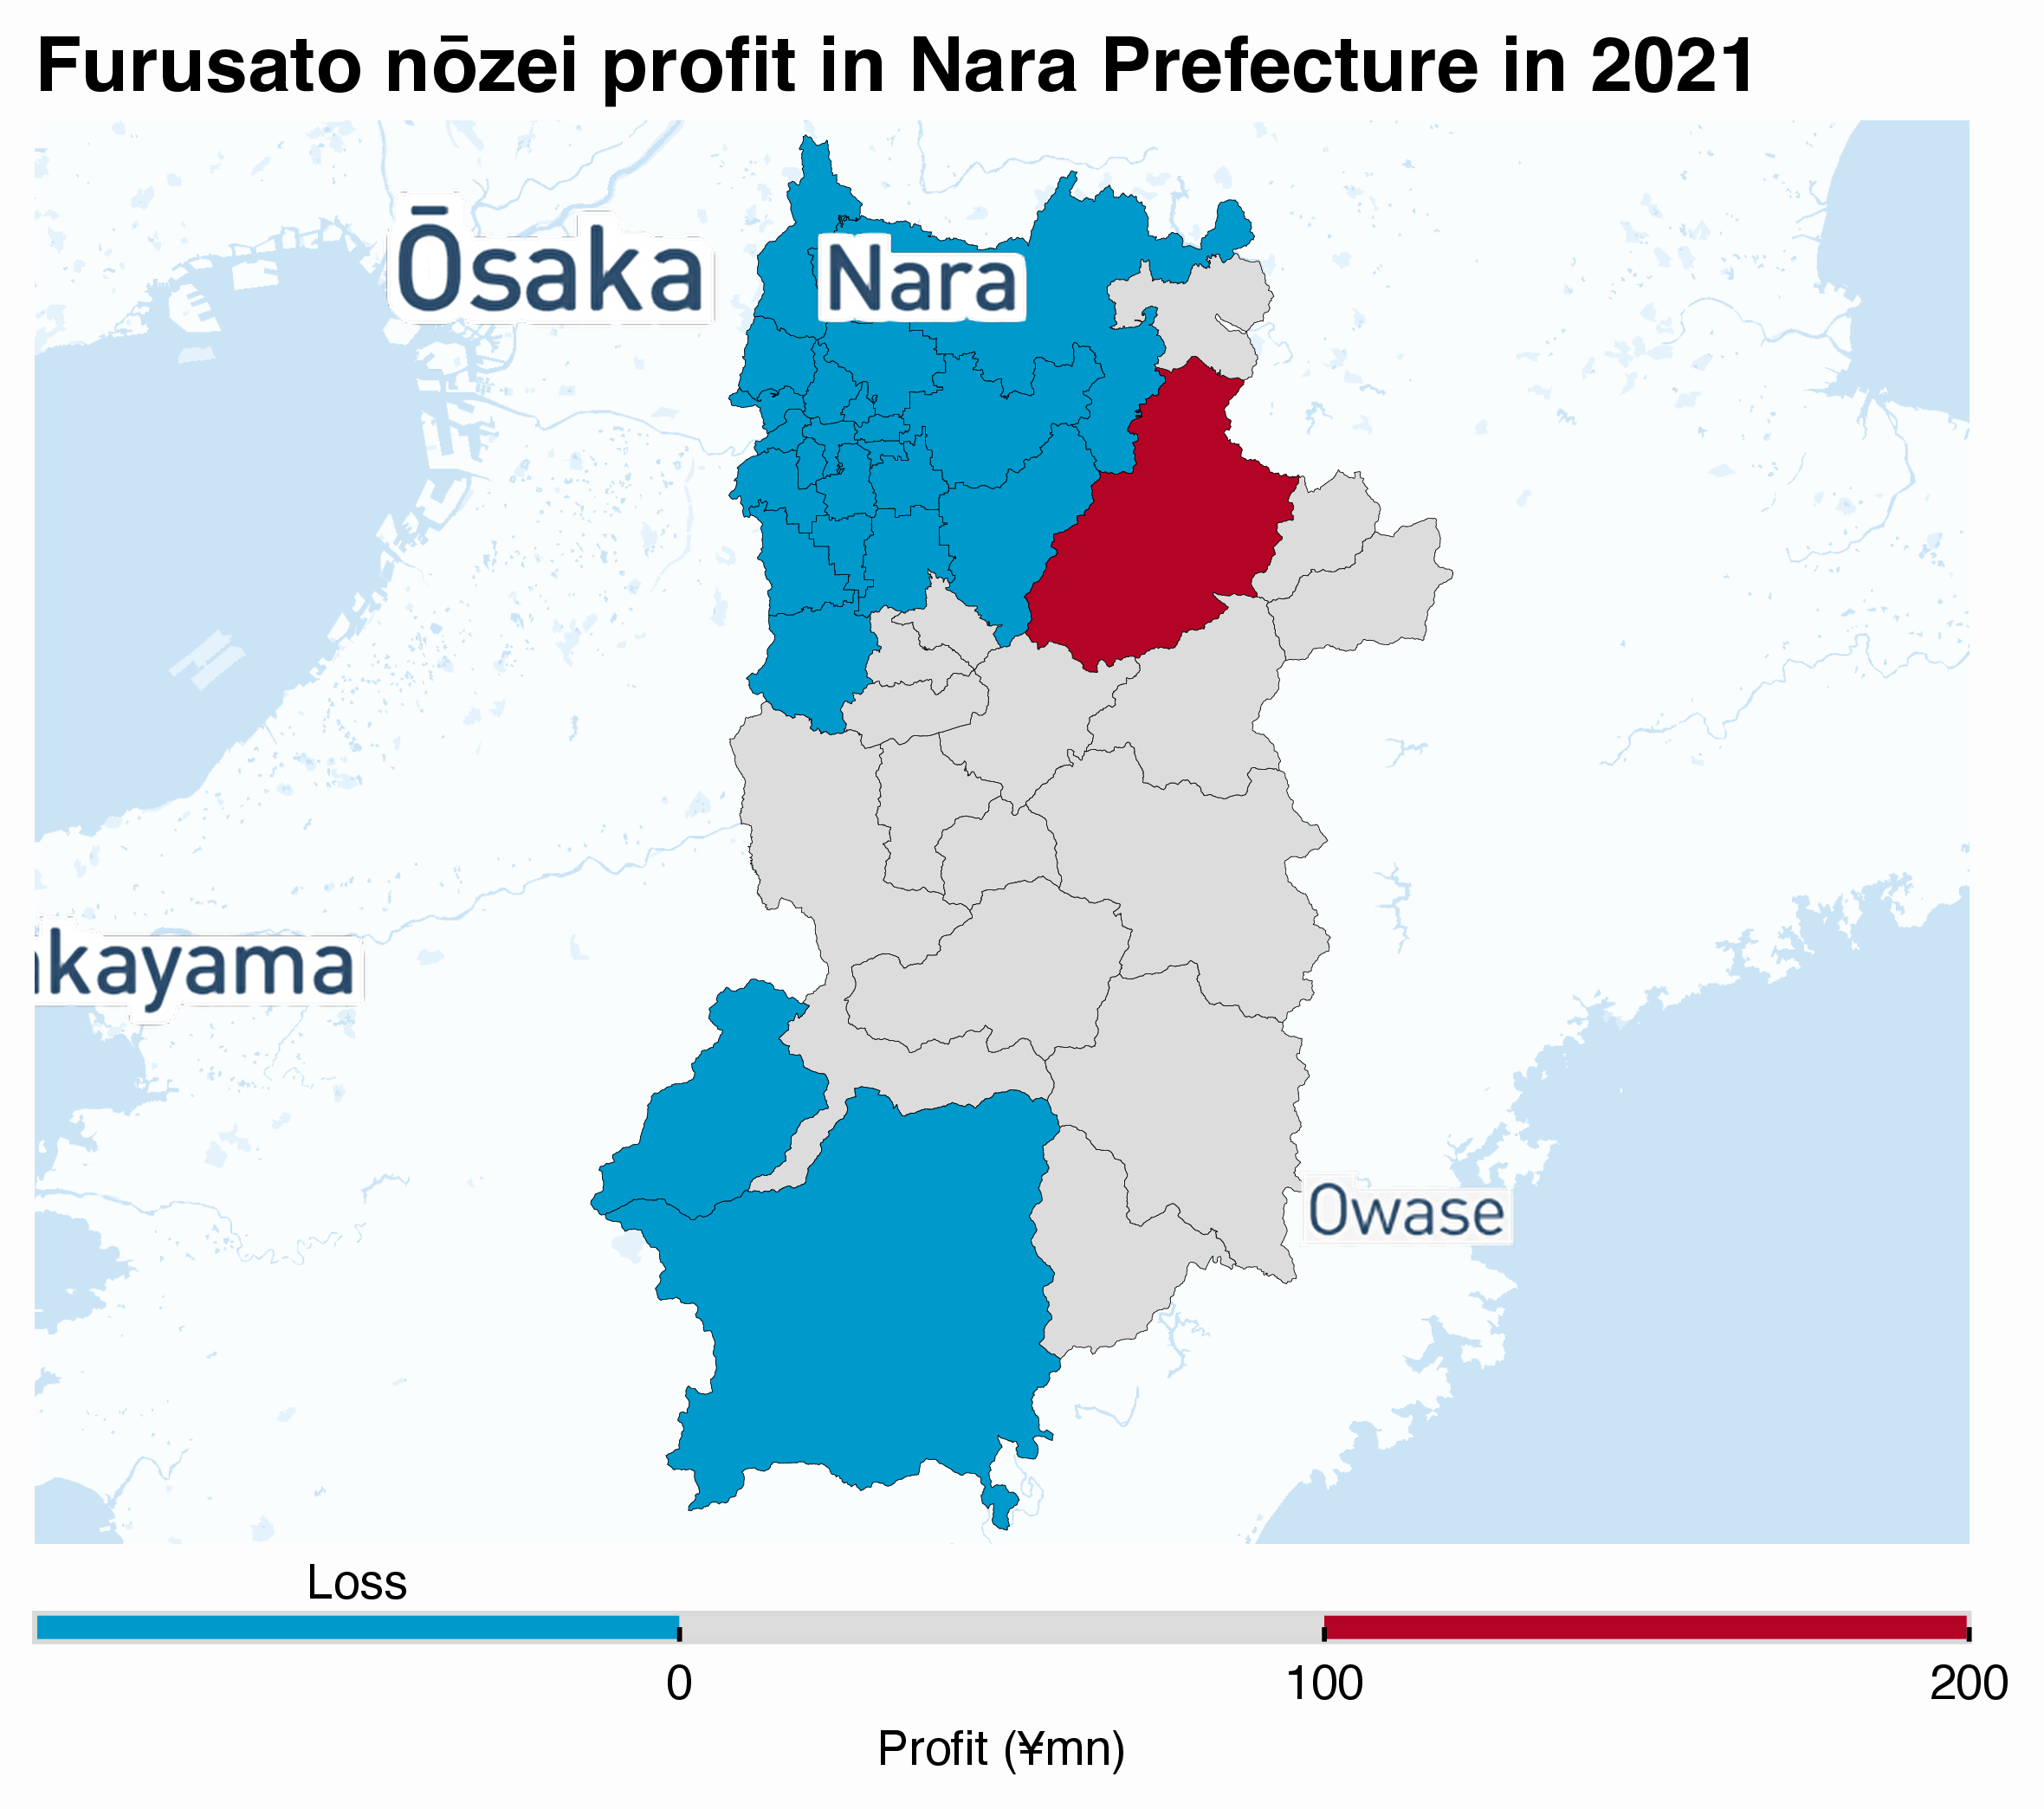 Furusato nōzei profit in Nara Prefecture in 2021
Ōsaka
Nara
kayama
Owase
Loss
0
100
200
Profit (¥mn)